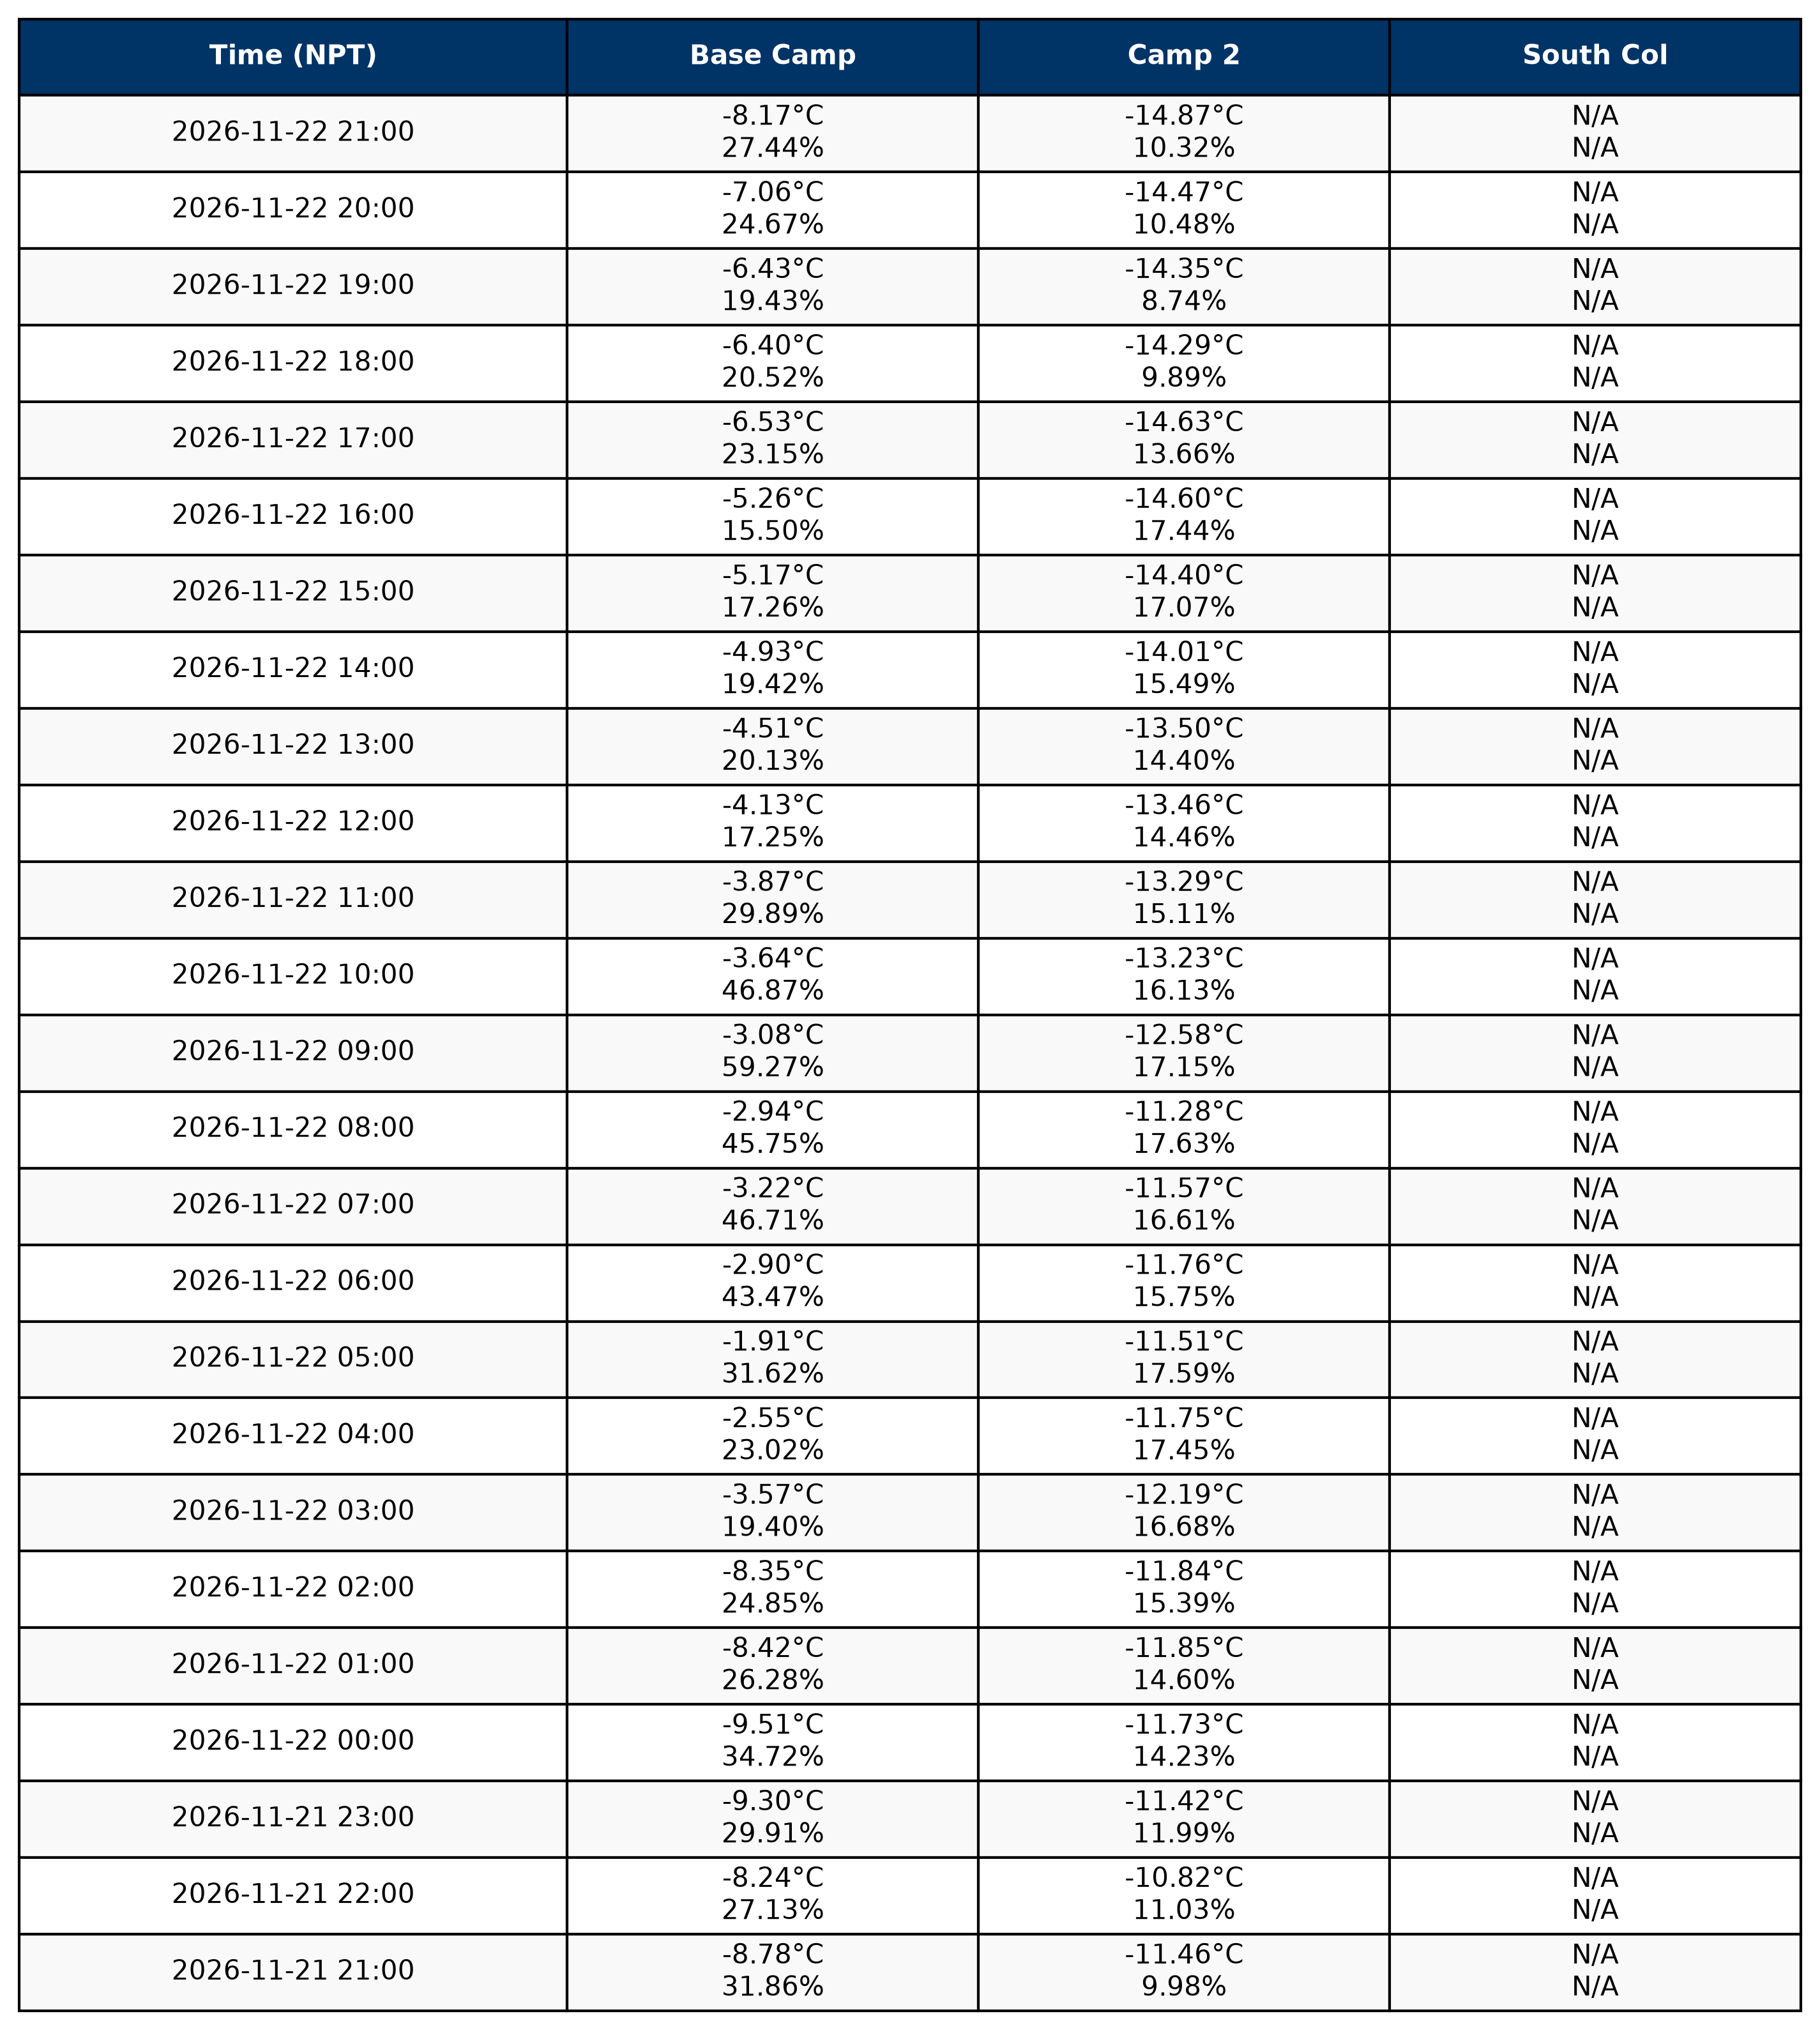 Time (NPT) Base Camp Camp 2 South Col
2026-11-22 21:00 -8.17°C -14.87°C N/A
27.44% 10.32% N/A
2026-11-22 20:00 -7.06°C -14.47°C N/A
24.67% 10.48% N/A
2026-11-22 19:00 -6.43°C -14.35°C N/A
19.43% 8.74% N/A
2026-11-22 18:00 -6.40°C -14.29°C N/A
20.52% 9.89% N/A
2026-11-22 17:00 -6.53°C -14.63°C N/A
23.15% 13.66% N/A
2026-11-22 16:00 -5.26°C -14.60°C N/A
15.50% 17.44% N/A
2026-11-22 15:00 -5.17°C -14.40°C N/A
17.26% 17.07% N/A
2026-11-22 14:00 -4.93°C -14.01°C N/A
19.42% 15.49% N/A
2026-11-22 13:00 -4.51°C -13.50°C N/A
20.13% 14.40% N/A
2026-11-22 12:00 -4.13°C -13.46°C N/A
17.25% 14.46% N/A
2026-11-22 11:00 -3.87°C -13.29°C N/A
29.89% 15.11% N/A
2026-11-22 10:00 -3.64°C -13.23°C N/A
46.87% 16.13% N/A
2026-11-22 09:00 -3.08°C -12.58°C N/A
59.27% 17.15% N/A
2026-11-22 08:00 -2.94°C -11.28°C N/A
45.75% 17.63% N/A
2026-11-22 07:00 -3.22°C -11.57°C N/A
46.71% 16.61% N/A
2026-11-22 06:00 -2.90°C -11.76°C N/A
43.47% 15.75% N/A
2026-11-22 05:00 -1.91°C -11.51°C N/A
31.62% 17.59% N/A
2026-11-22 04:00 -2.55°C -11.75°C N/A
23.02% 17.45% N/A
2026-11-22 03:00 -3.57°C -12.19°C N/A
19.40% 16.68% N/A
2026-11-22 02:00 -8.35°C -11.84°C N/A
24.85% 15.39% N/A
2026-11-22 01:00 -8.42°C -11.85°C N/A
26.28% 14.60% N/A
2026-11-22 00:00 -9.51°C -11.73°C N/A
34.72% 14.23% N/A
2026-11-21 23:00 -9.30°C -11.42°C N/A
29.91% 11.99% N/A
2026-11-21 22:00 -8.24°C -10.82°C N/A
27.13% 11.03% N/A
2026-11-21 21:00 -8.78°C -11.46°C N/A
31.86% 9.98% N/A